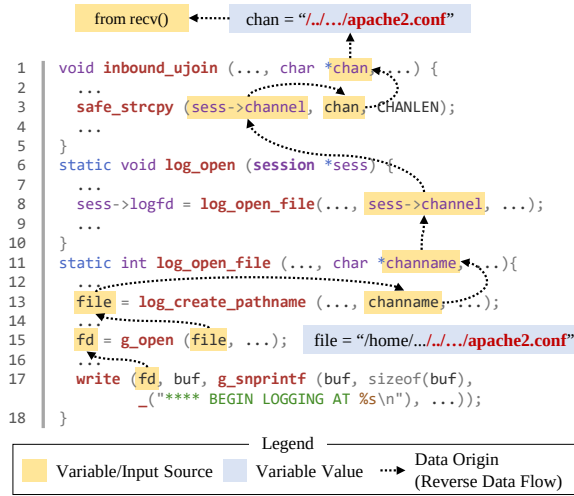 from recv() chan = “/../…/apache2.conf”
1 void inbound_ujoin (..., char *chan, ...) {
2 ...
3 safe_strcpy (sess->channel, chan, CHANLEN);
4 ...
5 }
6 static void log_open (session *sess) {
7 ...
8 sess->logfd = log_open_file(..., sess->channel, ...);
9 ...
10 }
11 static int log_open_file (..., char *channame, ...){
12 ...
13 file = log_create_pathname (..., channame, ...);
14 ...
15 fd = g_open (file, ...); file = “/home/.../../…/apache2.conf”
16 ...
17 write (fd, buf, g_snprintf (buf, sizeof(buf),
_("**** BEGIN LOGGING AT %s\n"), ...));
18 }
Legend
Variable/Input Source Variable Value Data Origin
(Reverse Data Flow)